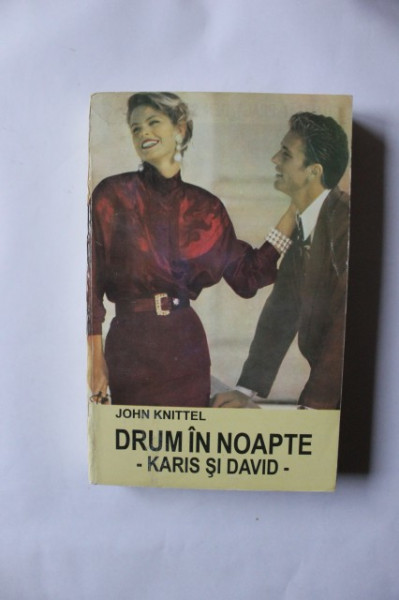 JOHN KNITTEL
DRUM ÎN NOAPTE
- KARIS ŞI DAVID -